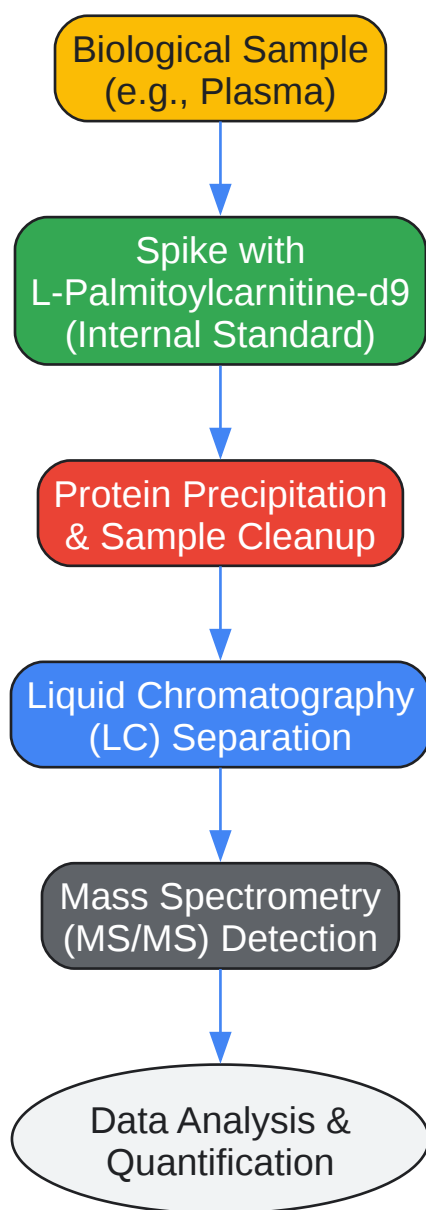 Biological Sample
(e.g., Plasma)
Spike with
L-Palmitoylcarnitine-d9
(Internal Standard)
Protein Precipitation
& Sample Cleanup
Liquid Chromatography
(LC) Separation
Mass Spectrometry
(MS/MS) Detection
Data Analysis &
Quantification